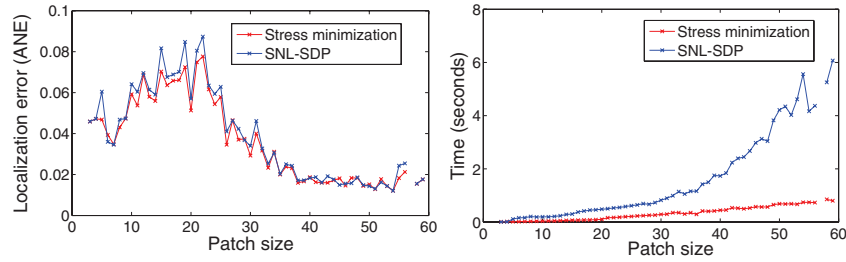 Localization error (ANE)
0.1
0.08
0.06
0.04
0.02
0
0 10 20 30 40 50 60
Patch size
Stress minimization
SNL-SDP
Time (seconds)
8
6
4
2
0
0 10 20 30 40 50 60
Patch size
Stress minimization
SNL-SDP